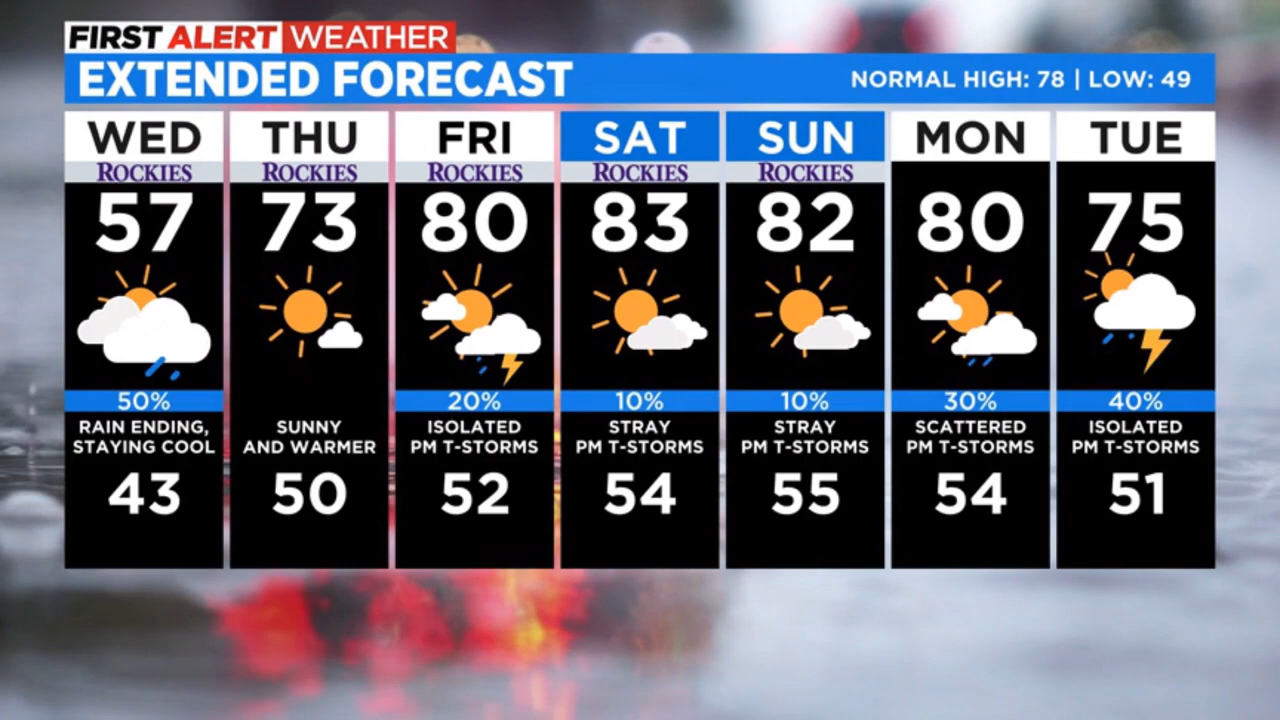 FIRST ALERT WEATHER
EXTENDED FORECAST
NORMAL HIGH: 78 | LOW: 49
WED
ROCKIES
57
50%
RAIN ENDING,
STAYING COOL
43
THU
ROCKIES
73
SUNNY
AND WARMER
50
FRI
ROCKIES
80
20%
ISOLATED
PM T-STORMS
52
SAT
ROCKIES
83
10%
STRAY
PM T-STORMS
54
SUN
ROCKIES
82
10%
STRAY
PM T-STORMS
55
MON
80
30%
SCATTERED
PM T-STORMS
54
TUE
75
40%
ISOLATED
PM T-STORMS
51